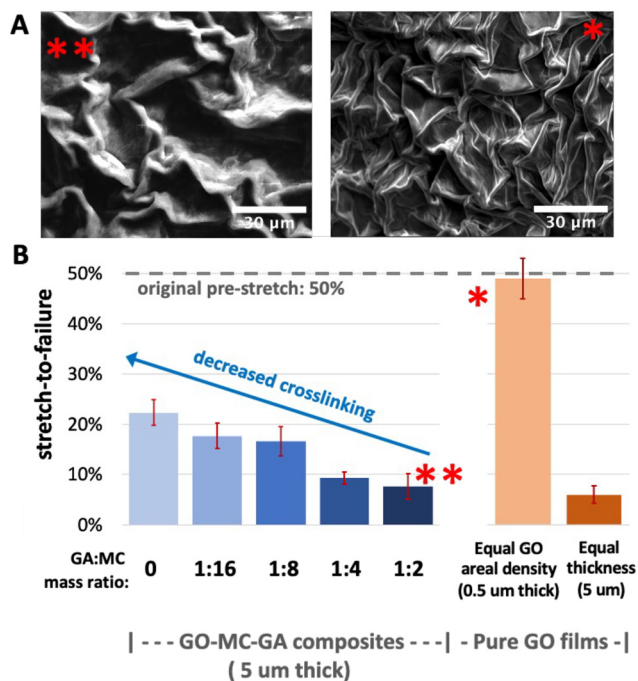 A
**
*
30 µm
30 µm
B
50%
original pre-stretch: 50%
40%
30%
20%
10%
0%
stretch-to-failure
decreased crosslinking
*
**
GA:MC
mass ratio:
0
1:16
1:8
1:4
1:2
Equal GO
areal density
(0.5 um thick)
Equal
thickness
(5 um)
| - - - GO-MC-GA composites - - - | - Pure GO films - |
( 5 um thick)